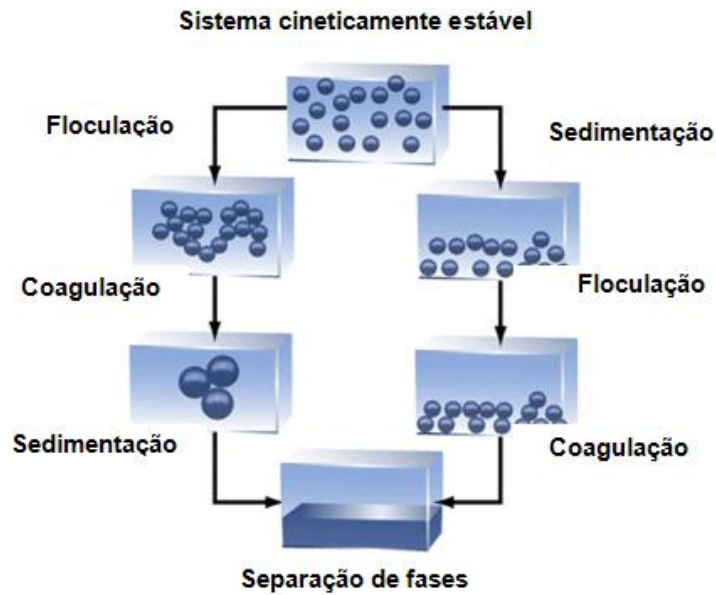 Sistema cineticamente estável
Floculação
Sedimentação
Coagulação
Floculação
Sedimentação
Coagulação
Separação de fases